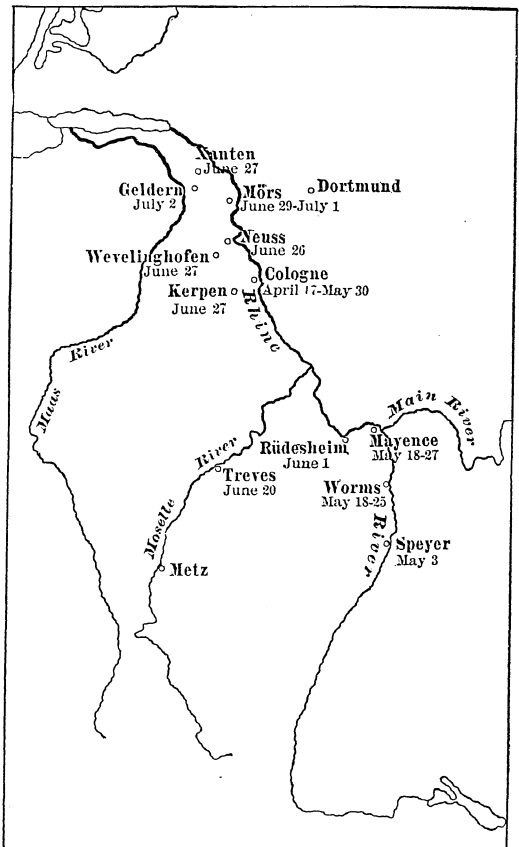 Xanten
June 27
Geldern
July 2
Mörs
June 29-July 1
Dortmund
Neuss
June 26
Wevelinghofen
June 27
Cologne
April 17-May 30
Kerpen
June 27
Rhine
River
Maas
Main River
Mayence
May 18-27
Rüdesheim
June 1
River
Treves
June 20
Moselle
Worms
May 18-25
River
Speyer
May 3
Metz